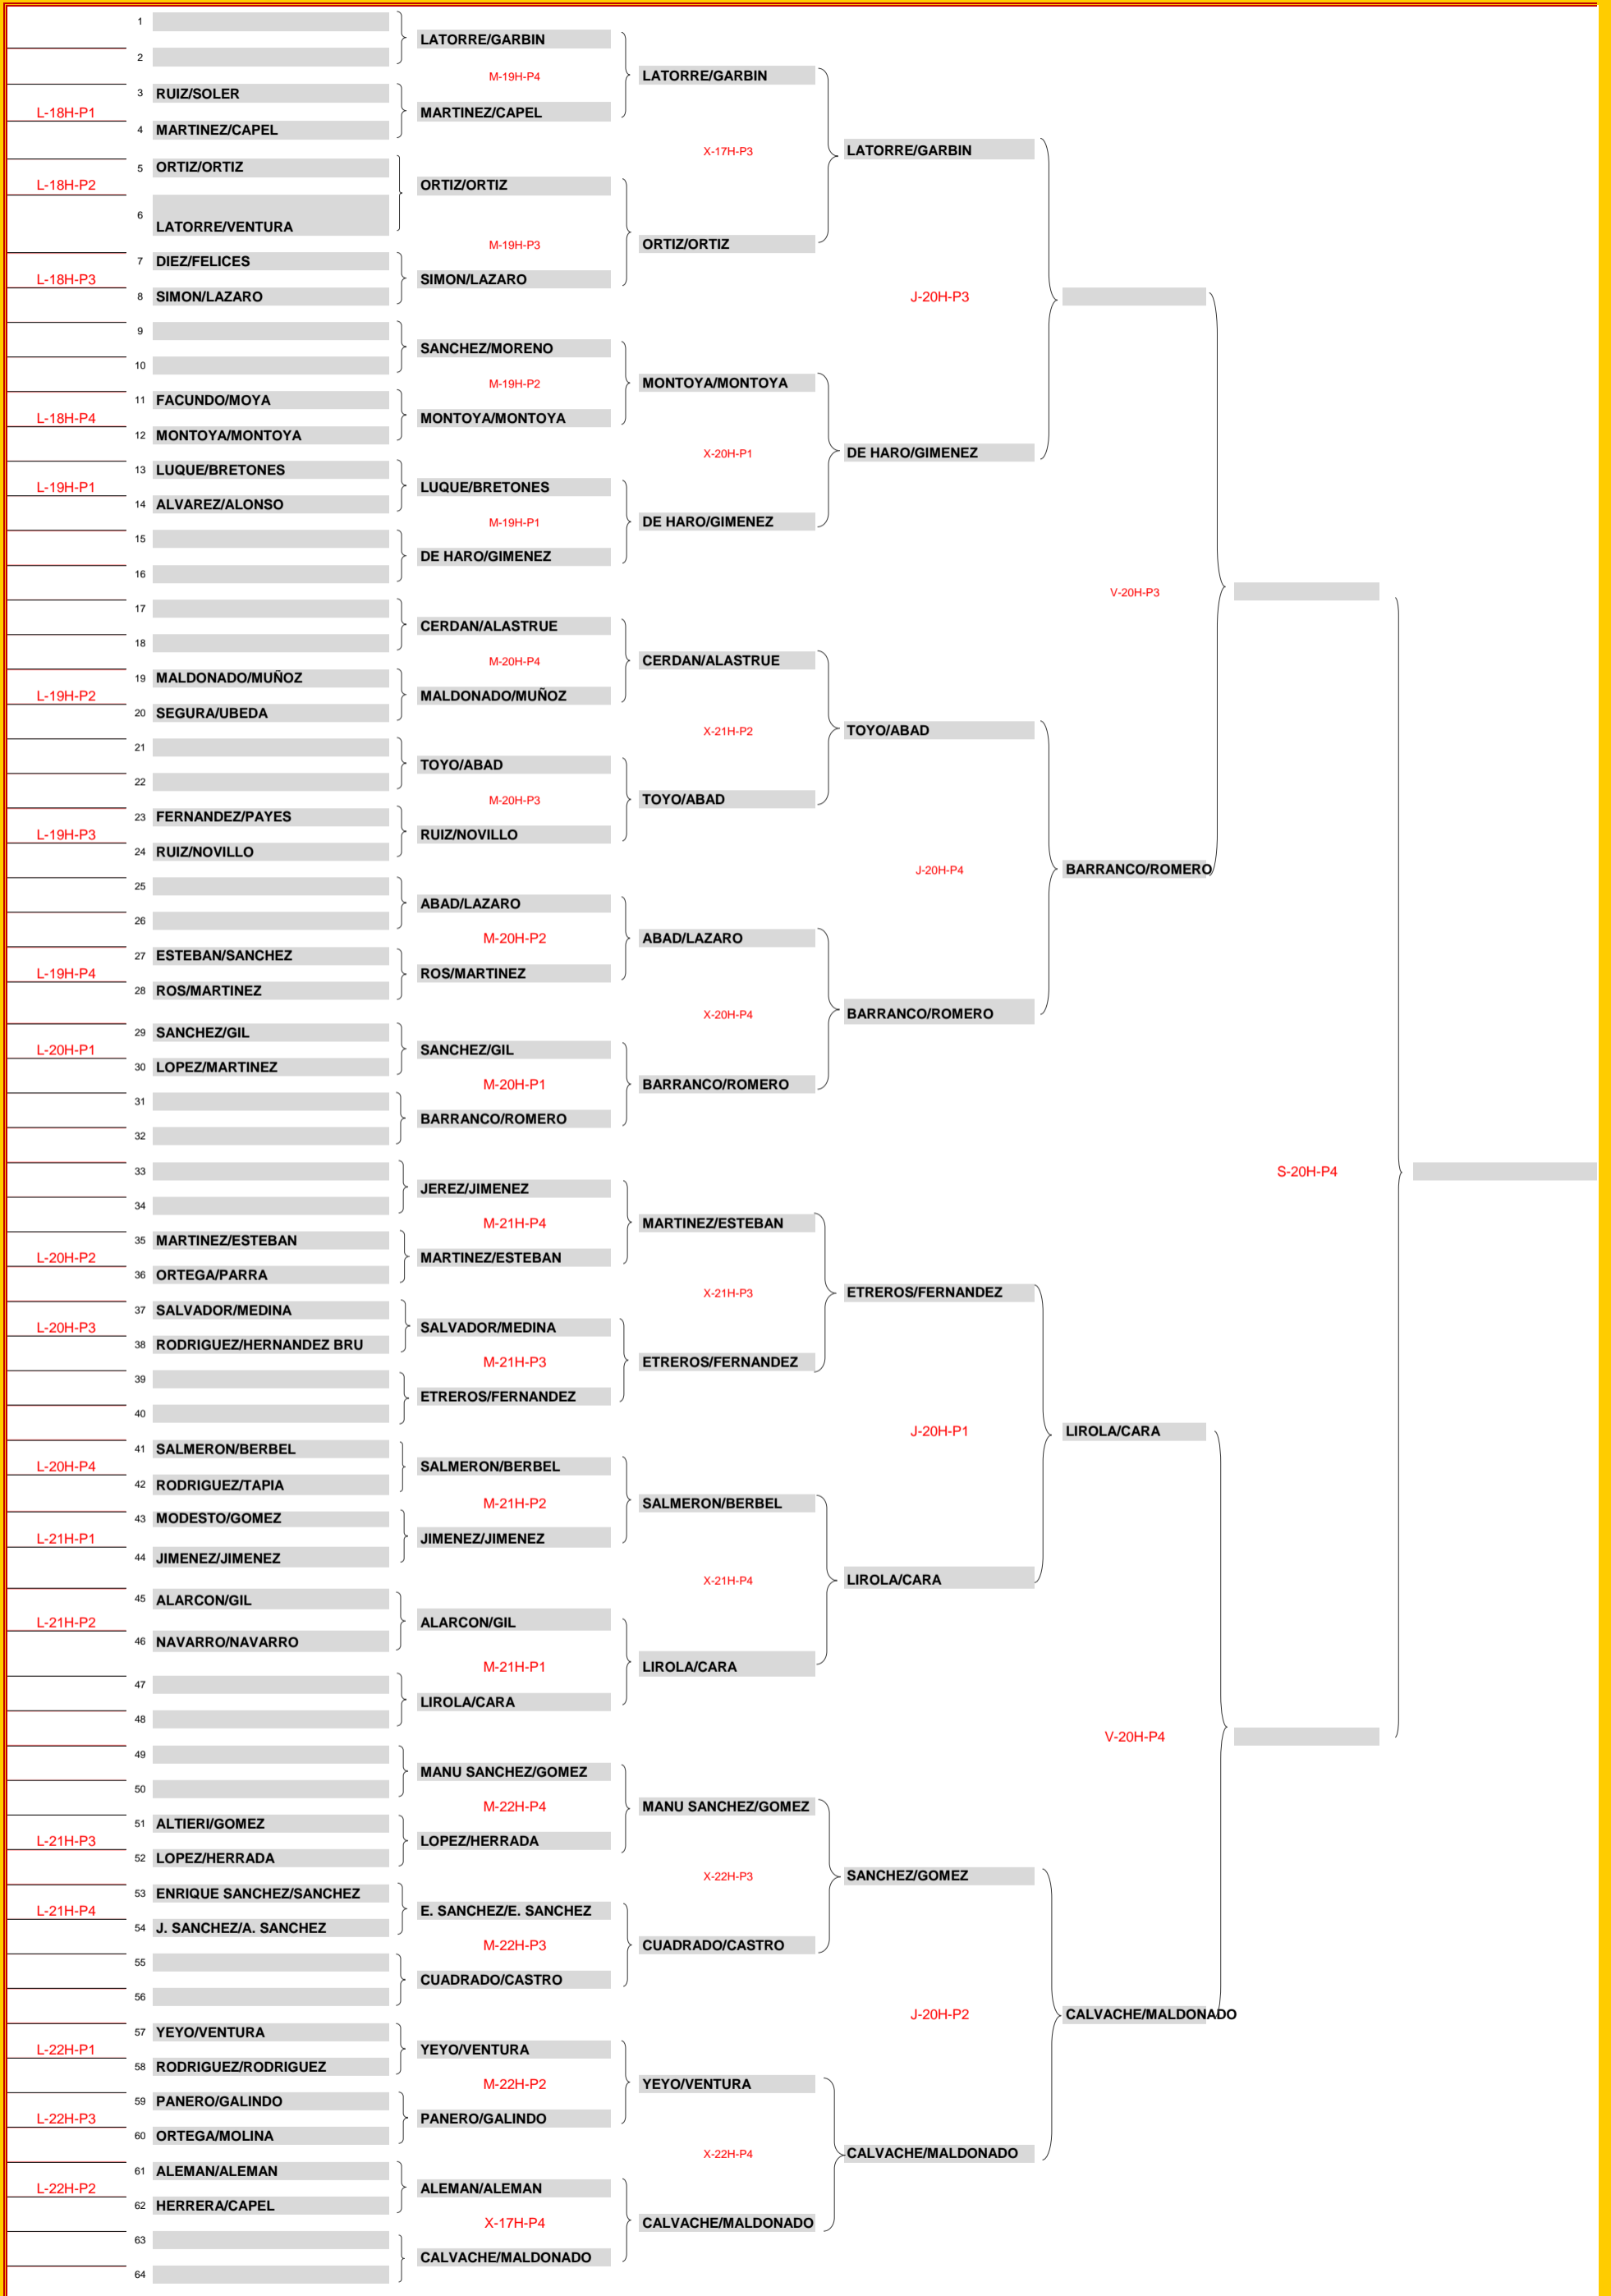 1
LATORRE/GARBIN
2
M-19H-P4
LATORRE/GARBIN
3 RUIZ/SOLER
L-18H-P1
MARTINEZ/CAPEL
4 MARTINEZ/CAPEL
X-17H-P3
LATORRE/GARBIN
5 ORTIZ/ORTIZ
L-18H-P2
ORTIZ/ORTIZ
6
LATORRE/VENTURA
M-19H-P3
ORTIZ/ORTIZ
7 DIEZ/FELICES
L-18H-P3
SIMON/LAZARO
8 SIMON/LAZARO
J-20H-P3
9
SANCHEZ/MORENO
10
M-19H-P2
MONTOYA/MONTOYA
11 FACUNDO/MOYA
L-18H-P4
MONTOYA/MONTOYA
12 MONTOYA/MONTOYA
X-20H-P1
DE HARO/GIMENEZ
13 LUQUE/BRETONES
L-19H-P1
LUQUE/BRETONES
14 ALVAREZ/ALONSO
M-19H-P1
DE HARO/GIMENEZ
15
DE HARO/GIMENEZ
16
V-20H-P3
17
CERDAN/ALASTRUE
18
M-20H-P4
CERDAN/ALASTRUE
19 MALDONADO/MUÑOZ
L-19H-P2
MALDONADO/MUÑOZ
20 SEGURA/UBEDA
X-21H-P2
TOYO/ABAD
21
TOYO/ABAD
22
M-20H-P3
TOYO/ABAD
23 FERNANDEZ/PAYES
L-19H-P3
RUIZ/NOVILLO
24 RUIZ/NOVILLO
J-20H-P4
BARRANCO/ROMERO
25
ABAD/LAZARO
26
M-20H-P2
ABAD/LAZARO
27 ESTEBAN/SANCHEZ
L-19H-P4
ROS/MARTINEZ
28 ROS/MARTINEZ
X-20H-P4
BARRANCO/ROMERO
29 SANCHEZ/GIL
L-20H-P1
SANCHEZ/GIL
30 LOPEZ/MARTINEZ
M-20H-P1
BARRANCO/ROMERO
31
BARRANCO/ROMERO
32
33
S-20H-P4
JEREZ/JIMENEZ
34
M-21H-P4
MARTINEZ/ESTEBAN
35 MARTINEZ/ESTEBAN
L-20H-P2
MARTINEZ/ESTEBAN
36 ORTEGA/PARRA
X-21H-P3
ETREROS/FERNANDEZ
37 SALVADOR/MEDINA
L-20H-P3
SALVADOR/MEDINA
38 RODRIGUEZ/HERNANDEZ BRU
M-21H-P3
ETREROS/FERNANDEZ
39
ETREROS/FERNANDEZ
40
J-20H-P1
LIROLA/CARA
41 SALMERON/BERBEL
L-20H-P4
SALMERON/BERBEL
42 RODRIGUEZ/TAPIA
M-21H-P2
SALMERON/BERBEL
43 MODESTO/GOMEZ
L-21H-P1
JIMENEZ/JIMENEZ
44 JIMENEZ/JIMENEZ
X-21H-P4
LIROLA/CARA
45 ALARCON/GIL
L-21H-P2
ALARCON/GIL
46 NAVARRO/NAVARRO
M-21H-P1
LIROLA/CARA
47
LIROLA/CARA
48
V-20H-P4
49
MANU SANCHEZ/GOMEZ
50
M-22H-P4
MANU SANCHEZ/GOMEZ
51 ALTIERI/GOMEZ
L-21H-P3
LOPEZ/HERRADA
52 LOPEZ/HERRADA
X-22H-P3
SANCHEZ/GOMEZ
53 ENRIQUE SANCHEZ/SANCHEZ
L-21H-P4
E. SANCHEZ/E. SANCHEZ
54 J. SANCHEZ/A. SANCHEZ
M-22H-P3
CUADRADO/CASTRO
55
CUADRADO/CASTRO
56
J-20H-P2
CALVACHE/MALDONADO
57 YEYO/VENTURA
L-22H-P1
YEYO/VENTURA
58 RODRIGUEZ/RODRIGUEZ
M-22H-P2
YEYO/VENTURA
59 PANERO/GALINDO
L-22H-P3
PANERO/GALINDO
60 ORTEGA/MOLINA
X-22H-P4
CALVACHE/MALDONADO
61 ALEMAN/ALEMAN
L-22H-P2
ALEMAN/ALEMAN
62 HERRERA/CAPEL
X-17H-P4
CALVACHE/MALDONADO
63
CALVACHE/MALDONADO
64